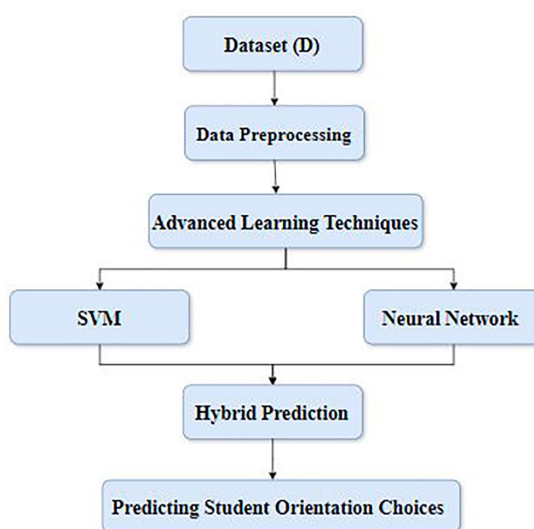 Dataset (D)
Data Preprocessing
Advanced Learning Techniques
SVM
Neural Network
Hybrid Prediction
Predicting Student Orientation Choices